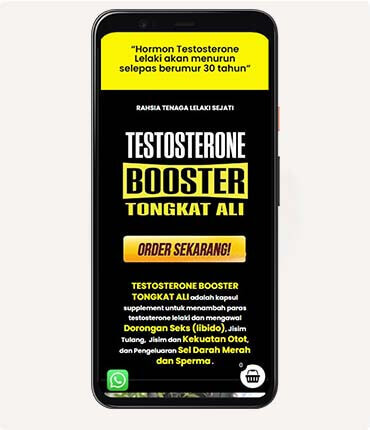 “Hormon Testosterone
Lelaki akan menurun
selepas berumur 30 tahun”
RAHSIA TENAGA LELAKI SEJATI
TESTOSTERONE
BOOSTER
TONGKAT ALI
ORDER SEKARANG!
TESTOSTERONE BOOSTER
TONGKAT ALI adalah kapsul
supplement untuk menambah paras
testosterone lelaki dan mengawal
Dorongan Seks (libido), Jisim
Tulang, Jisim dan Kekuatan Otot,
dan Pengeluaran Sel Darah Merah
dan Sperma .
0